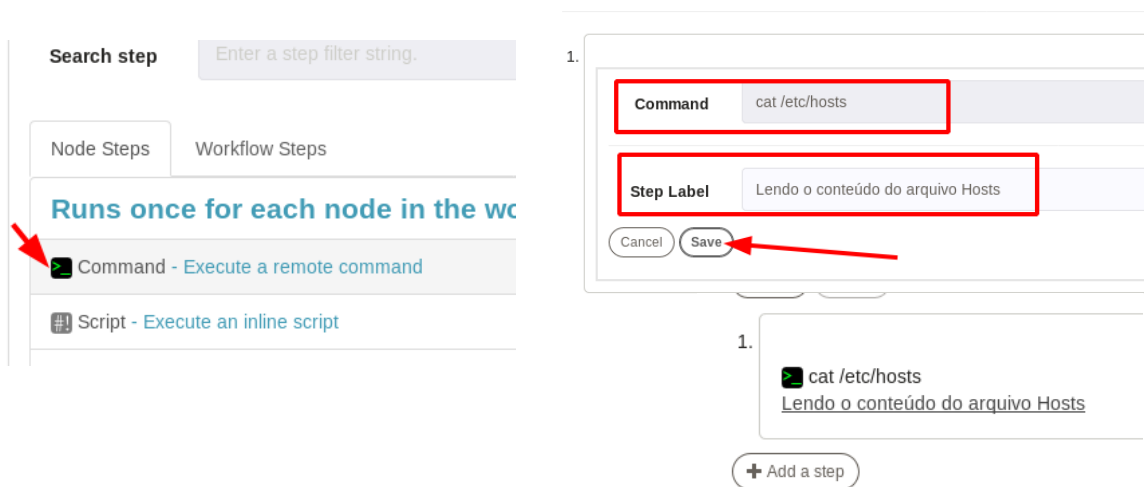 Search step
Enter a step filter string.
Node Steps
Workflow Steps
Runs once for each node in the
>_ Command - Execute a remote command
#! Script - Execute an inline script
1.
Command
cat /etc/hosts
Step Label
Lendo o conteúdo do arquivo Hosts
Cancel
Save
1.
>_ cat /etc/hosts
Lendo o conteúdo do arquivo Hosts
+ Add a step